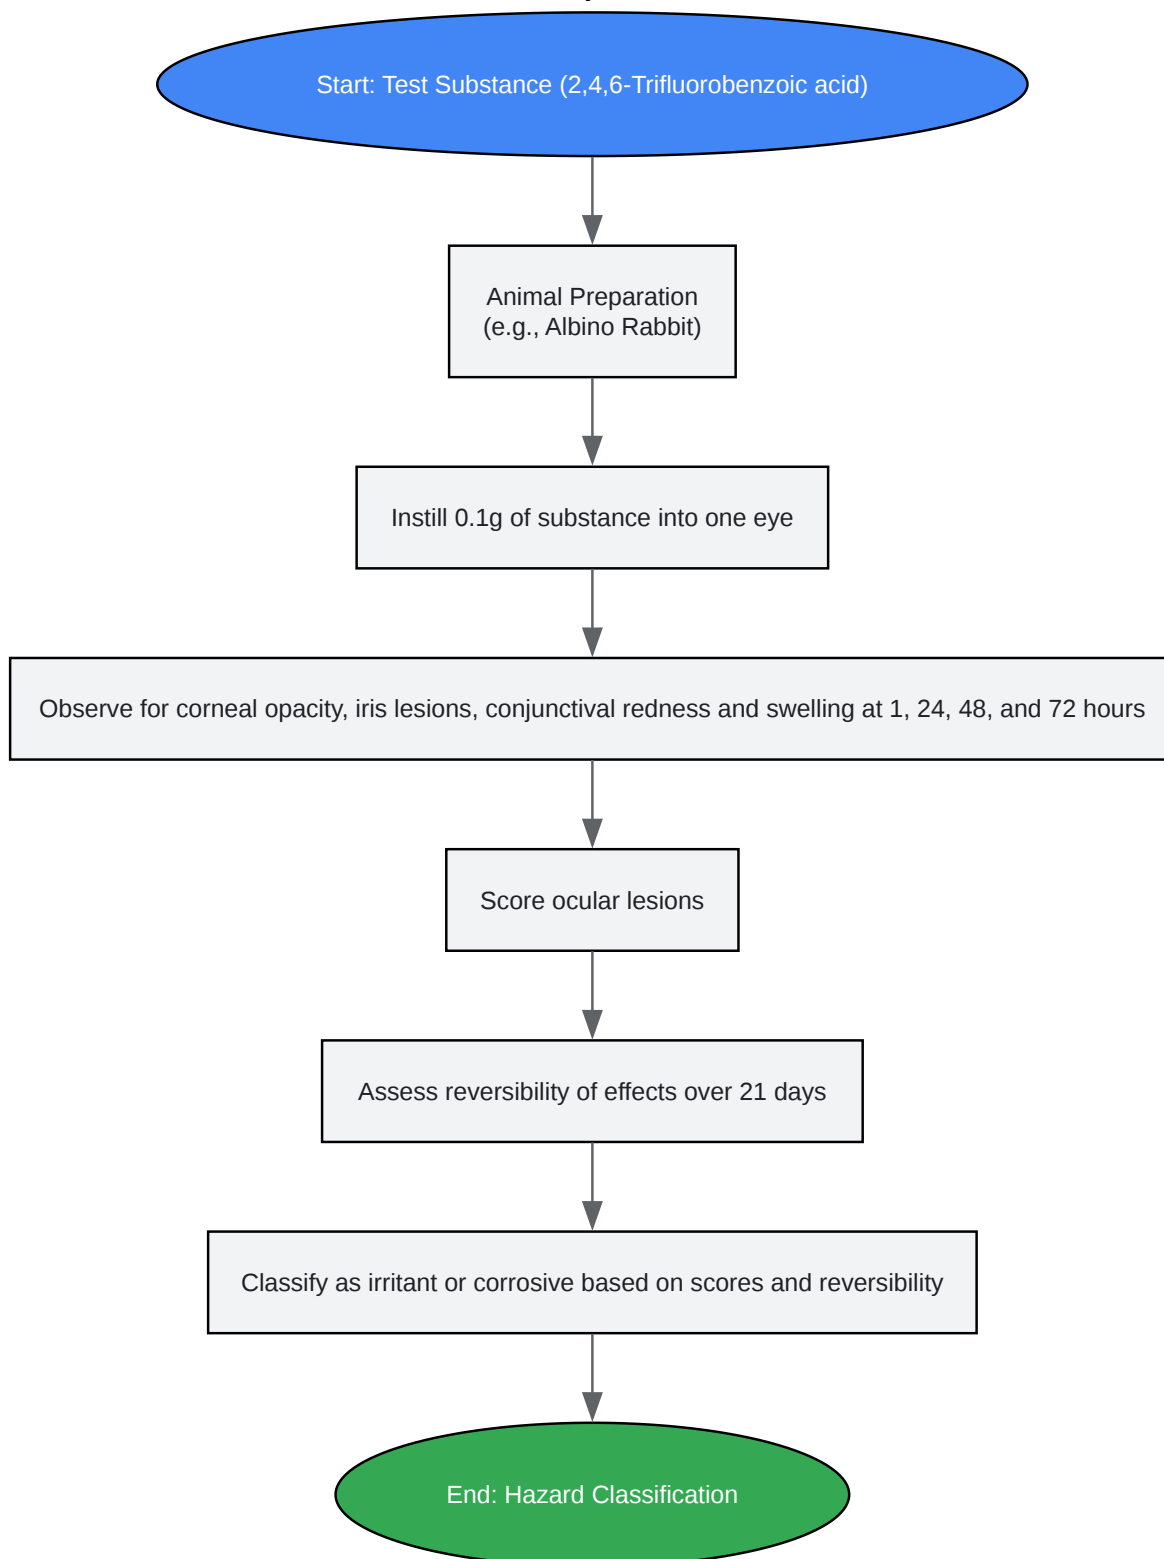 Start: Test Substance (2,4,6-Trifluorobenzoic acid)
Animal Preparation
(e.g., Albino Rabbit)
Instill 0.1g of substance into one eye
Observe for corneal opacity, iris lesions, conjunctival redness and swelling at 1, 24, 48, and 72 hours
Score ocular lesions
Assess reversibility of effects over 21 days
Classify as irritant or corrosive based on scores and reversibility
End: Hazard Classification